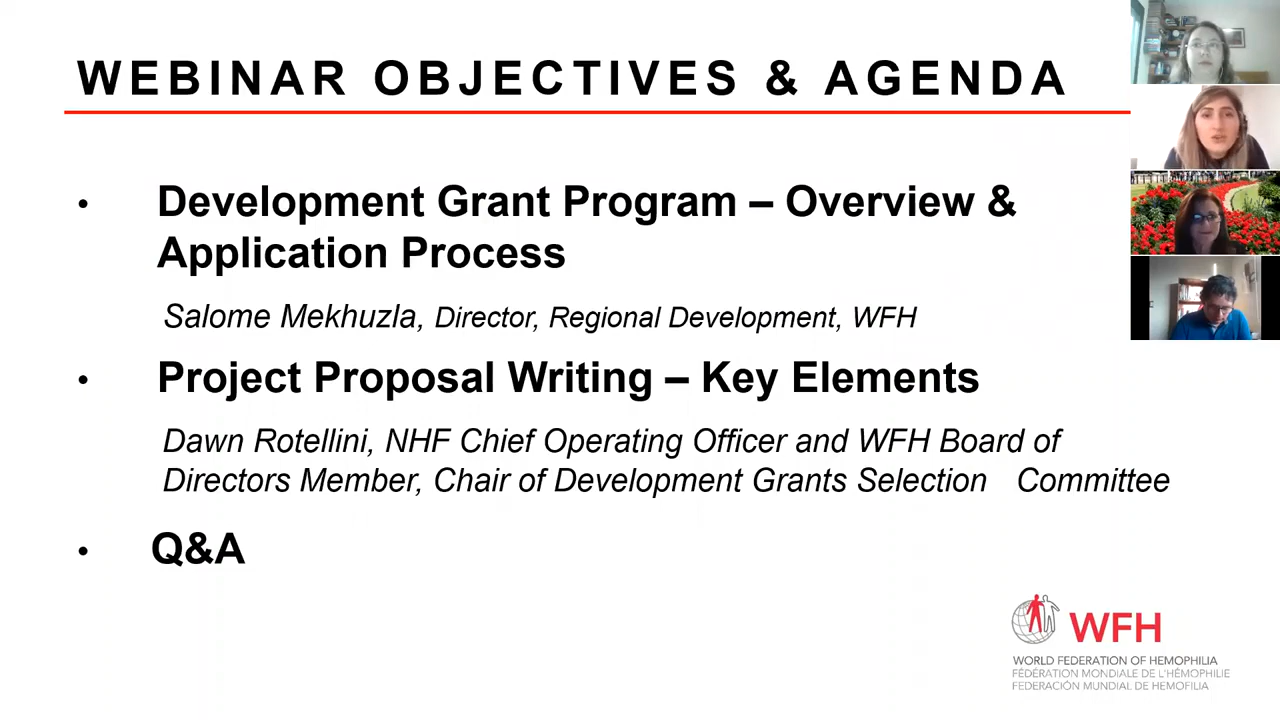 WEBINAR OBJECTIVES & AGENDA
• Development Grant Program – Overview &
Application Process
Salome Mekhuzla, Director, Regional Development, WFH
• Project Proposal Writing – Key Elements
Dawn Rotellini, NHF Chief Operating Officer and WFH Board of
Directors Member, Chair of Development Grants Selection Committee
• Q&A
WFH
WORLD FEDERATION OF HEMOPHILIA
FÉDÉRATION MONDIALE DE L'HÉMOPHILIE
FEDERACIÓN MUNDIAL DE HEMOFILIA